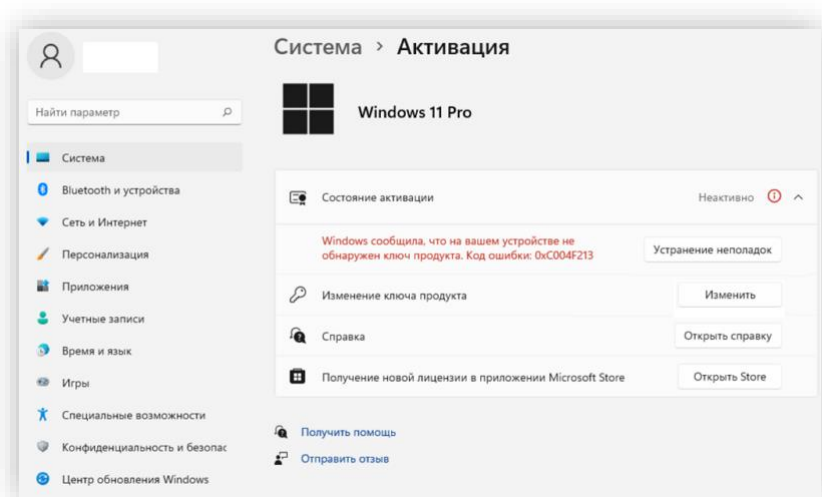 Система > Активация
Windows 11 Pro
Найти параметр
Система
Bluetooth и устройства
Сеть и Интернет
Персонализация
Приложения
Учетные записи
Время и язык
Игры
Специальные возможности
Конфиденциальность и безопас
Центр обновления Windows
Состояние активации
Неактивно
Windows сообщила, что на вашем устройстве не
обнаружен ключ продукта. Код ошибки: 0xC004F213
Устранение неполадок
Изменение ключа продукта
Изменить
Справка
Открыть справку
Получение новой лицензии в приложении Microsoft Store
Открыть Store
Получить помощь
Отправить отзыв